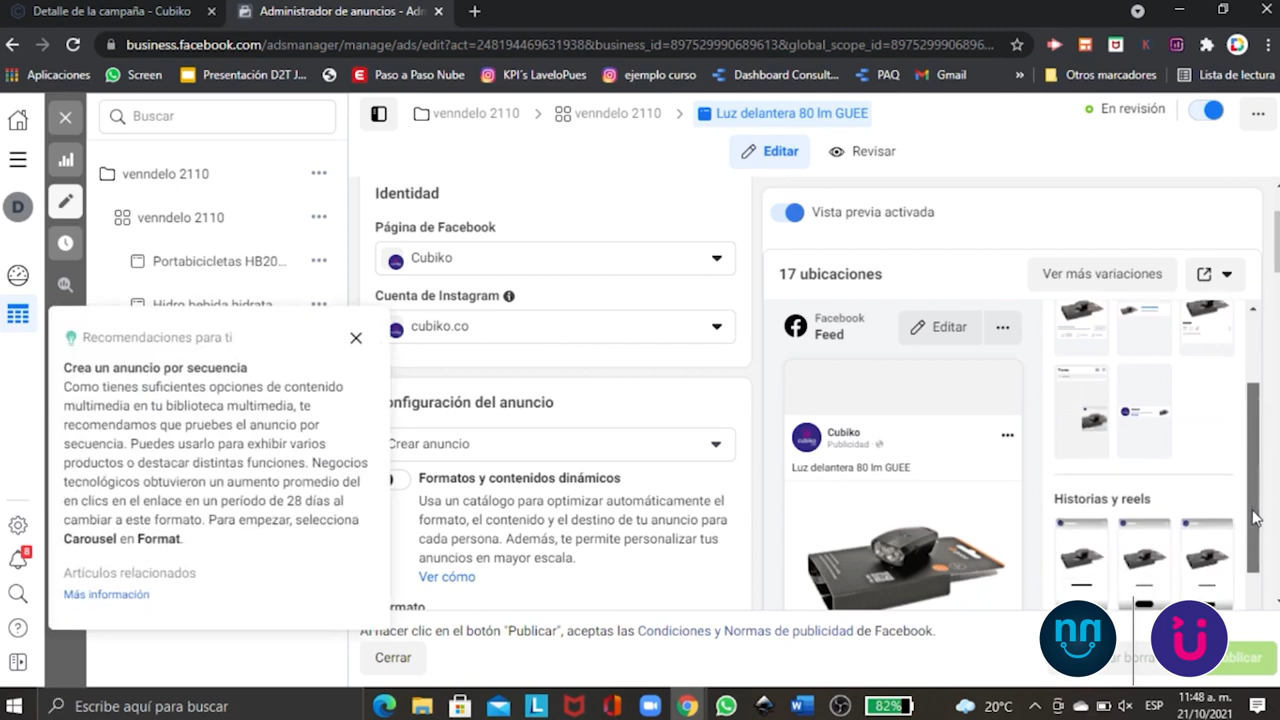 Detalle de la campaña - Cubiko
Administrador de anuncios - Adm
business.facebook.com/adsmanager/manage/ads/edit?act=248194469631938&business_id=897529990689613&global_scope_id=8975299906896...
Aplicaciones
Screen
Presentación D2T J...
Paso a Paso Nube
KPI's LaveloPues
ejemplo curso
Dashboard Consult...
PAQ
Gmail
»
Otros marcadores
Lista de lectura
Buscar
venndelo 2110
venndelo 2110
Luz delantera 80 lm GUEE
En revisión
Editar
Revisar
D
venndelo 2110
venndelo 2110
Portabicicletas HB20...
Hidro bebida hidrata
Recomendaciones para ti
Crea un anuncio por secuencia
Como tienes suficientes opciones de contenido
multimedia en tu biblioteca multimedia, te
recomendamos que pruebes el anuncio por
secuencia. Puedes usarlo para exhibir varios
productos o destacar distintas funciones. Negocios
tecnológicos obtuvieron un aumento promedio del
en clics en el enlace en un período de 28 días al
cambiar a este formato. Para empezar, selecciona
Carousel en Format.
Artículos relacionados
Más información
8
Identidad
Página de Facebook
Cubiko
Cuenta de Instagram
cubiko.co
onfiguración del anuncio
Crear anuncio
Formatos y contenidos dinámicos
Usa un catálogo para optimizar automáticamente el
formato, el contenido y el destino de tu anuncio para
cada persona. Además, te permite personalizar tus
anuncios en mayor escala.
Ver cómo
ormato
Vista previa activada
17 ubicaciones
Ver más variaciones
Facebook
Feed
Editar
Cubiko
Publicidad
Luz delantera 80 lm GUEE
Historias y reels
Al hacer clic en el botón "Publicar", aceptas las Condiciones y Normas de publicidad de Facebook.
Cerrar
ar borra
blicar
Escribe aquí para buscar
82%
20°C
ESP
11:48 a. m.
21/10/2021